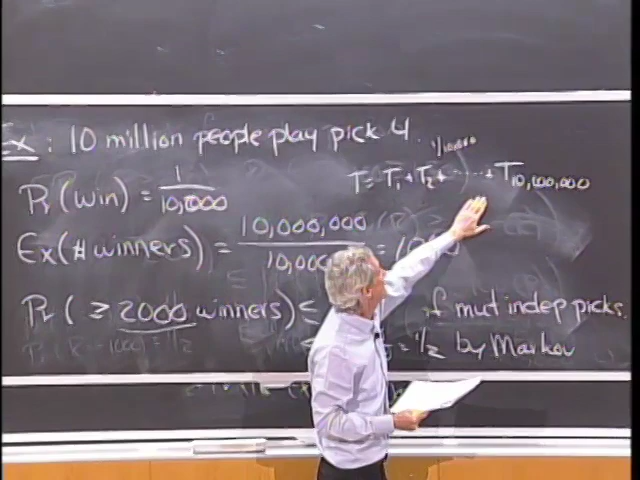 Ex: 10 million people play pick 4.
1/10,000
T = T₁ + T₂ + ··· + T₁₀,₀₀₀,₀₀₀
Pr(win) = 1/10,000
Ex(# winners) = 10,000,000 / 10,000 =
Pr( ≥ 2000 winners) ≤ if mut indep picks.
≤ = 1/2 by Markov